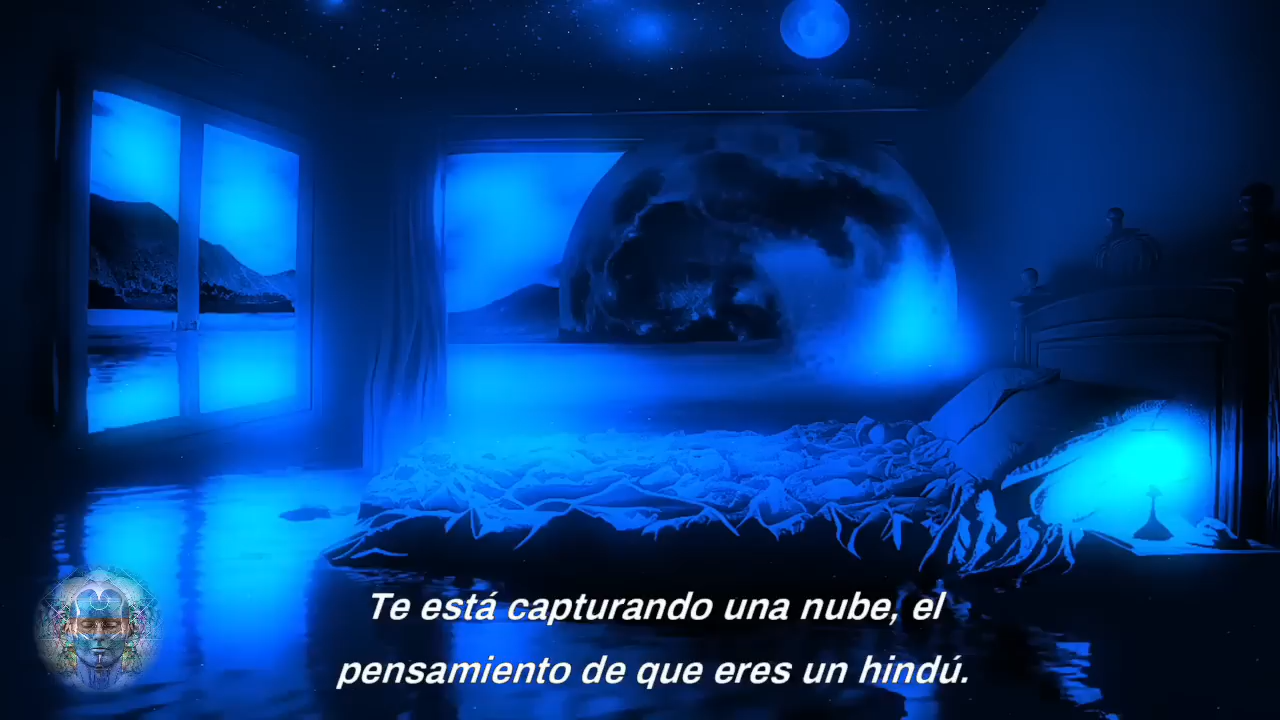 Te está capturando una nube, el
pensamiento de que eres un hindú.